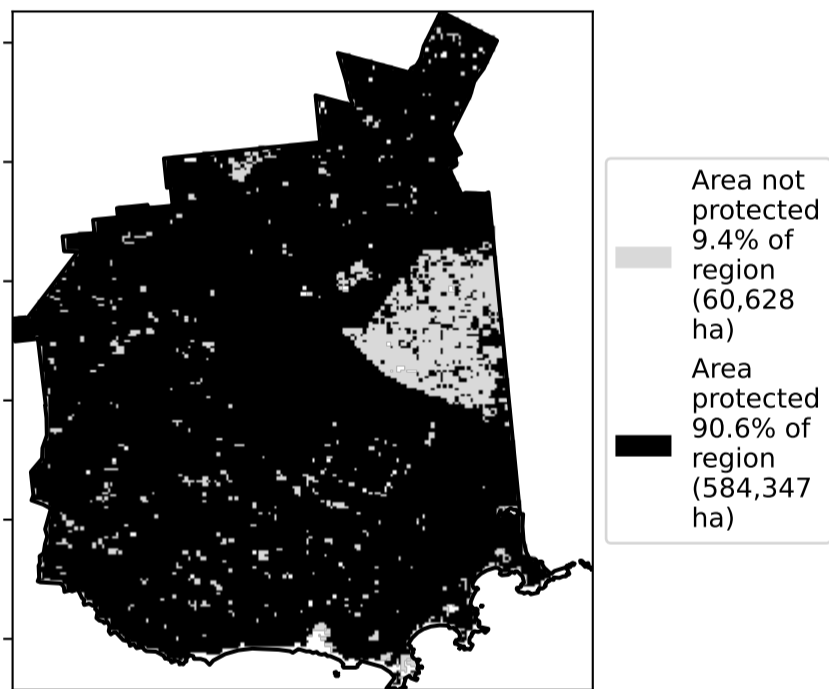 Area not
protected
9.4% of
region
(60,628
ha)
Area
protected
90.6% of
region
(584,347
ha)